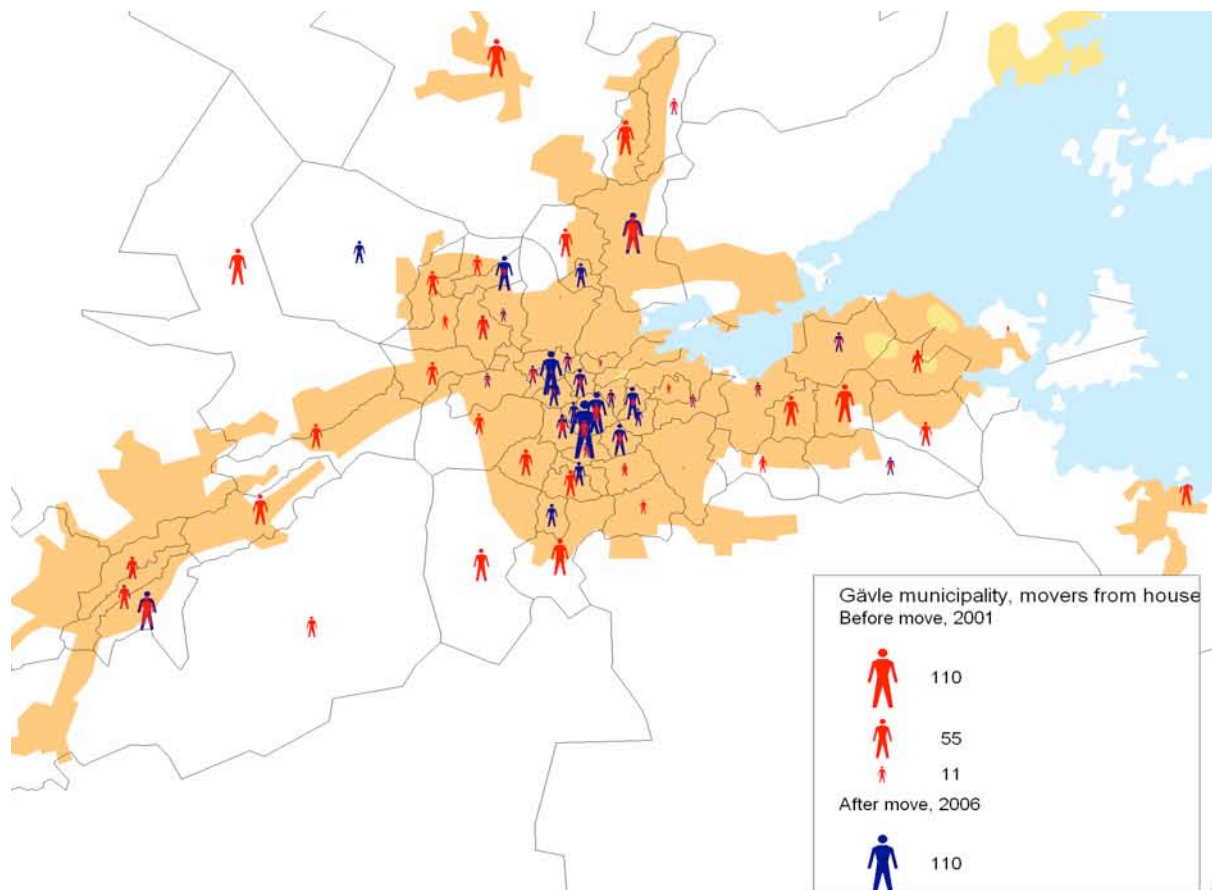 Gävle municipality, movers from house
Before move, 2001
110
55
11
After move, 2006
110